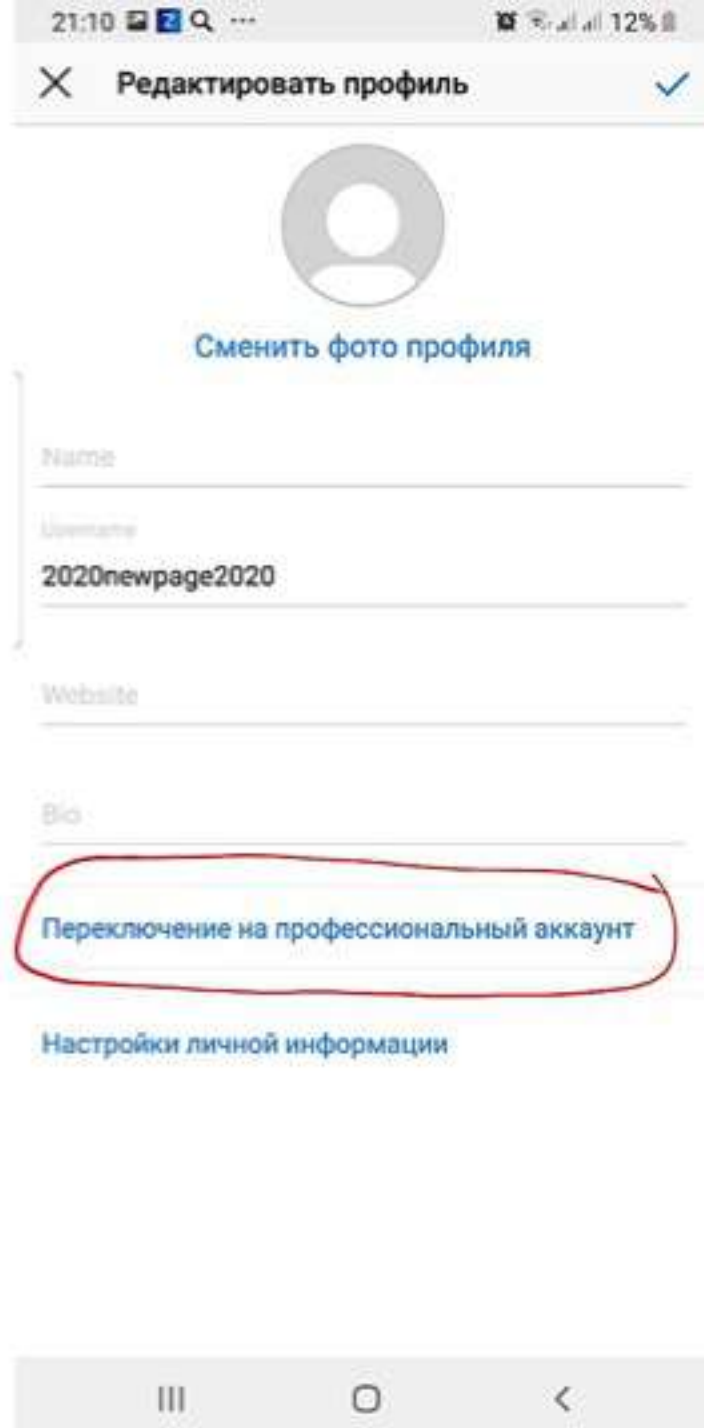 21:10 12%
Редактировать профиль
Сменить фото профиля
Name
Username
2020newpage2020
Website
Bio
Переключение на профессиональный аккаунт
Настройки личной информации